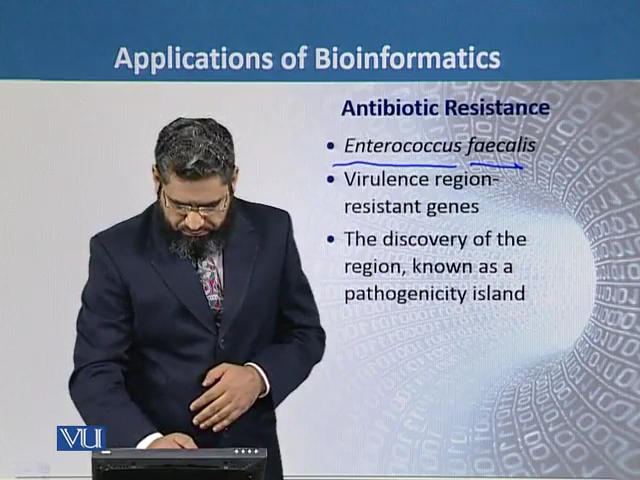 Applications of Bioinformatics
Antibiotic Resistance
• Enterococcus faecalis
• Virulence region-
resistant genes
• The discovery of the
region, known as a
pathogenicity island
VU